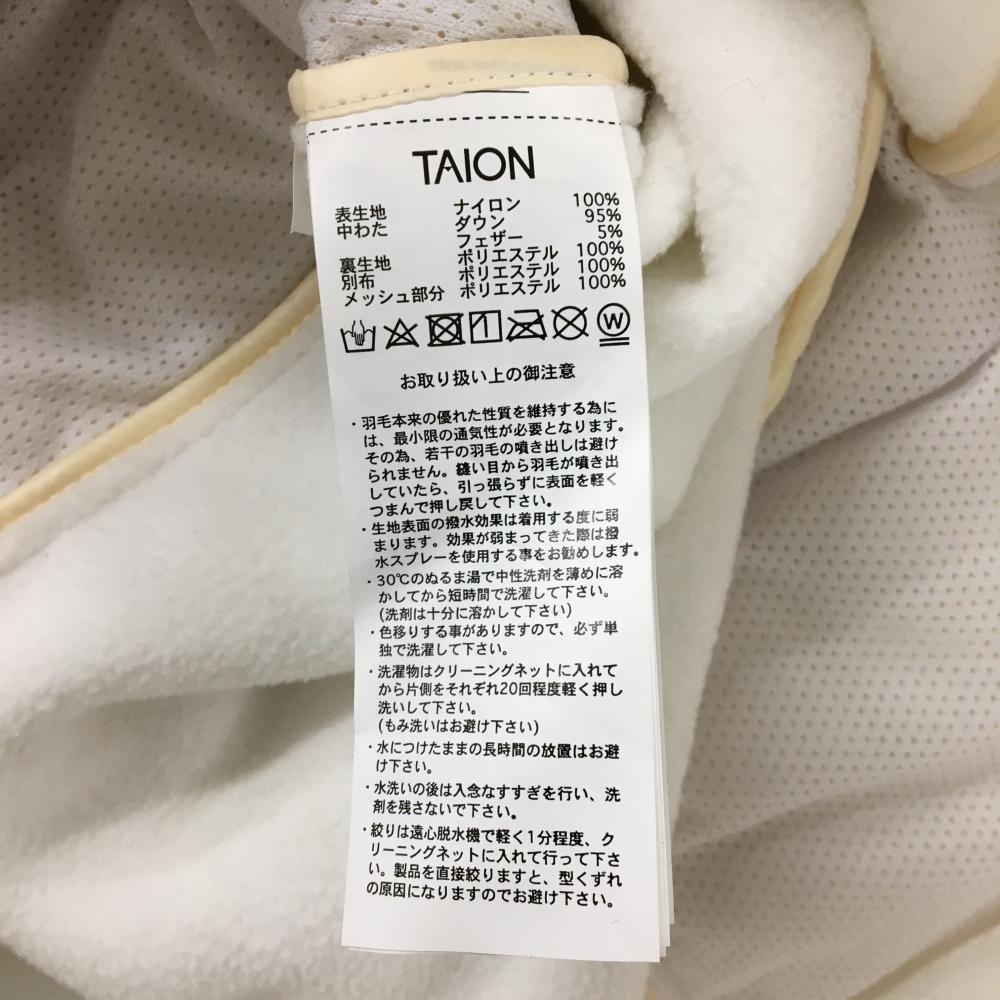 TAION
表生地 ナイロン 100%
中わた ダウン 95%
フェザー 5%
裏生地 ポリエステル 100%
別布 ポリエステル 100%
メッシュ部分 ポリエステル 100%
W
お取り扱い上の御注意
・羽毛本来の優れた性質を維持する為に
は、最小限の通気性が必要となります。
その為、若干の羽毛の噴き出しは避け
られません。縫い目から羽毛が噴き出
していたら、引っ張らずに表面を軽く
つまんで押し戻して下さい。
・生地表面の撥水効果は着用する度に弱
まります。効果が弱まってきた際は撥
水スプレーを使用する事をお勧めします。
・30℃のぬるま湯で中性洗剤を薄めに溶
かしてから短時間で洗濯して下さい。
(洗剤は十分に溶かして下さい)
・色移りする事がありますので、必ず単
独で洗濯して下さい。
・洗濯物はクリーニングネットに入れて
から片側をそれぞれ20回程度軽く押し
洗いして下さい。
(もみ洗いはお避け下さい)
・水につけたままの長時間の放置はお避
け下さい。
・水洗いの後は入念なすすぎを行い、洗
剤を残さないで下さい。
・絞りは遠心脱水機で軽く1分程度、ク
リーニングネットに入れて行って下さ
い。製品を直接絞りますと、型くずれ
の原因になりますのでお避け下さい。